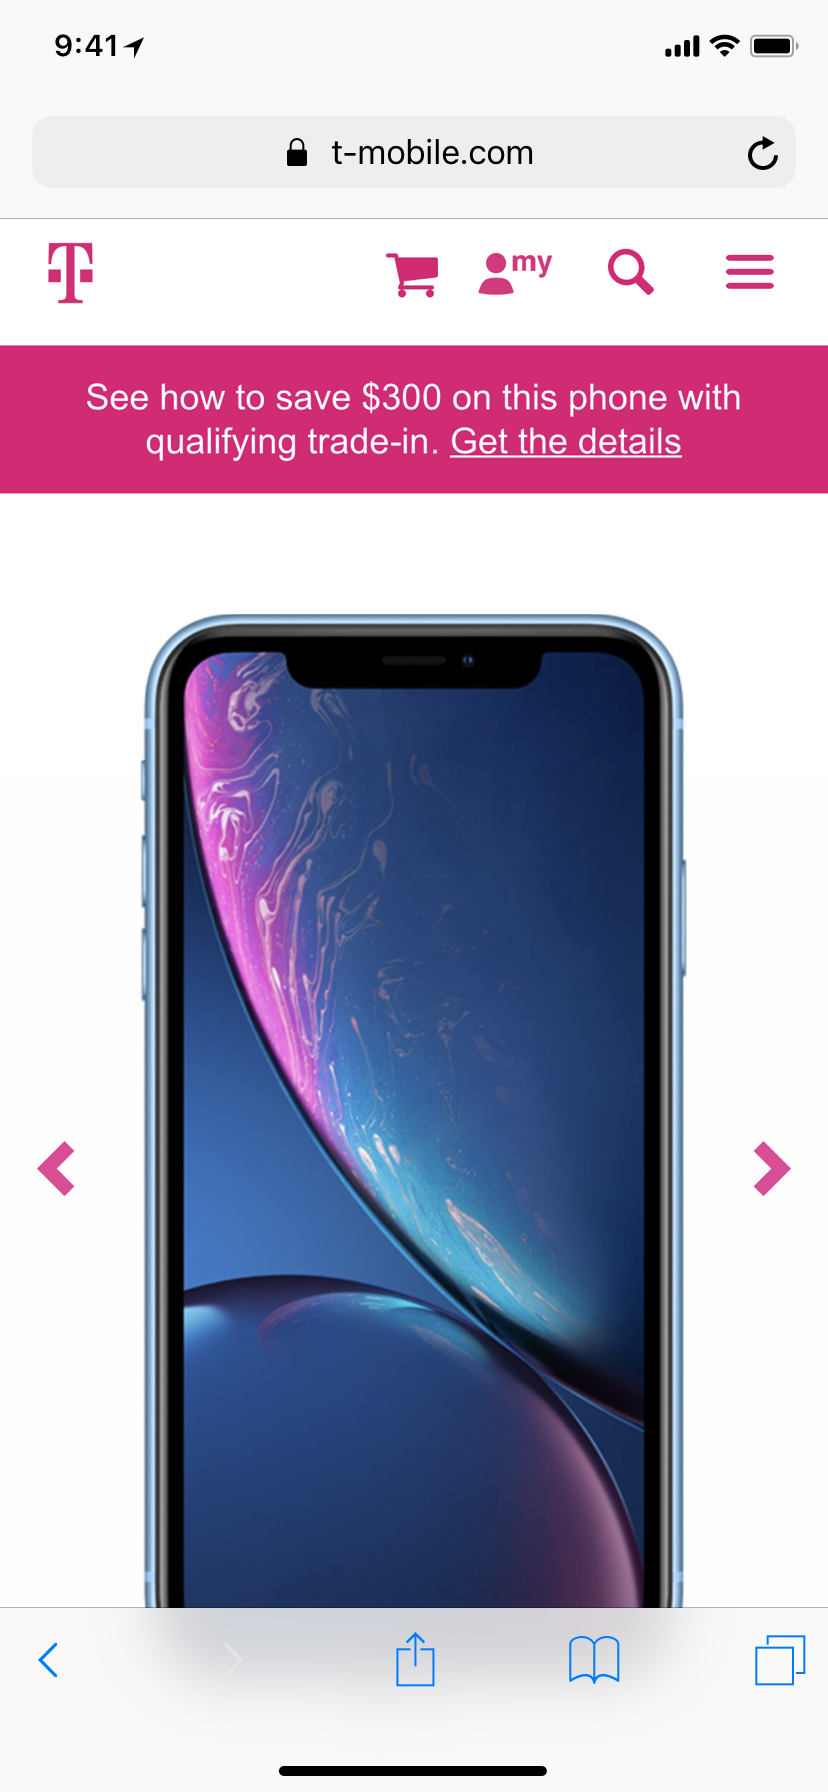 9:41
t-mobile.com
T
my
See how to save $300 on this phone with
qualifying trade-in. Get the details